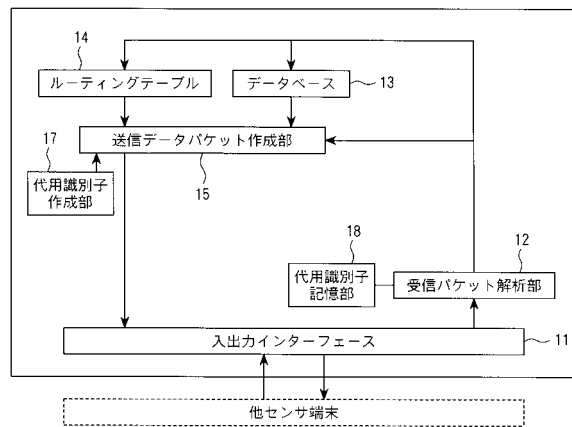 14
ルーティングテーブル
データベース
13
17
送信データパケット作成部
代用識別子
作成部
15
18
12
代用識別子
記憶部
受信パケット解析部
入出力インターフェース
11
他センサ端末